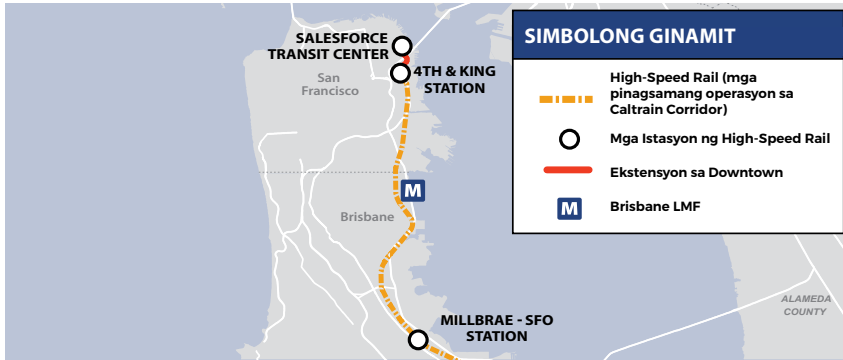 SALESFORCE
TRANSIT CENTER
San
Francisco
4TH & KING
STATION
M
Brisbane
MILLBRAE - SFO
STATION
ALAMEDA
COUNTY
SIMBOLONG GINAMIT
High-Speed Rail (mga
pinagsamang operasyon sa
Caltrain Corridor)
Mga Istasyon ng High-Speed Rail
Ekstensyon sa Downtown
M
Brisbane LMF